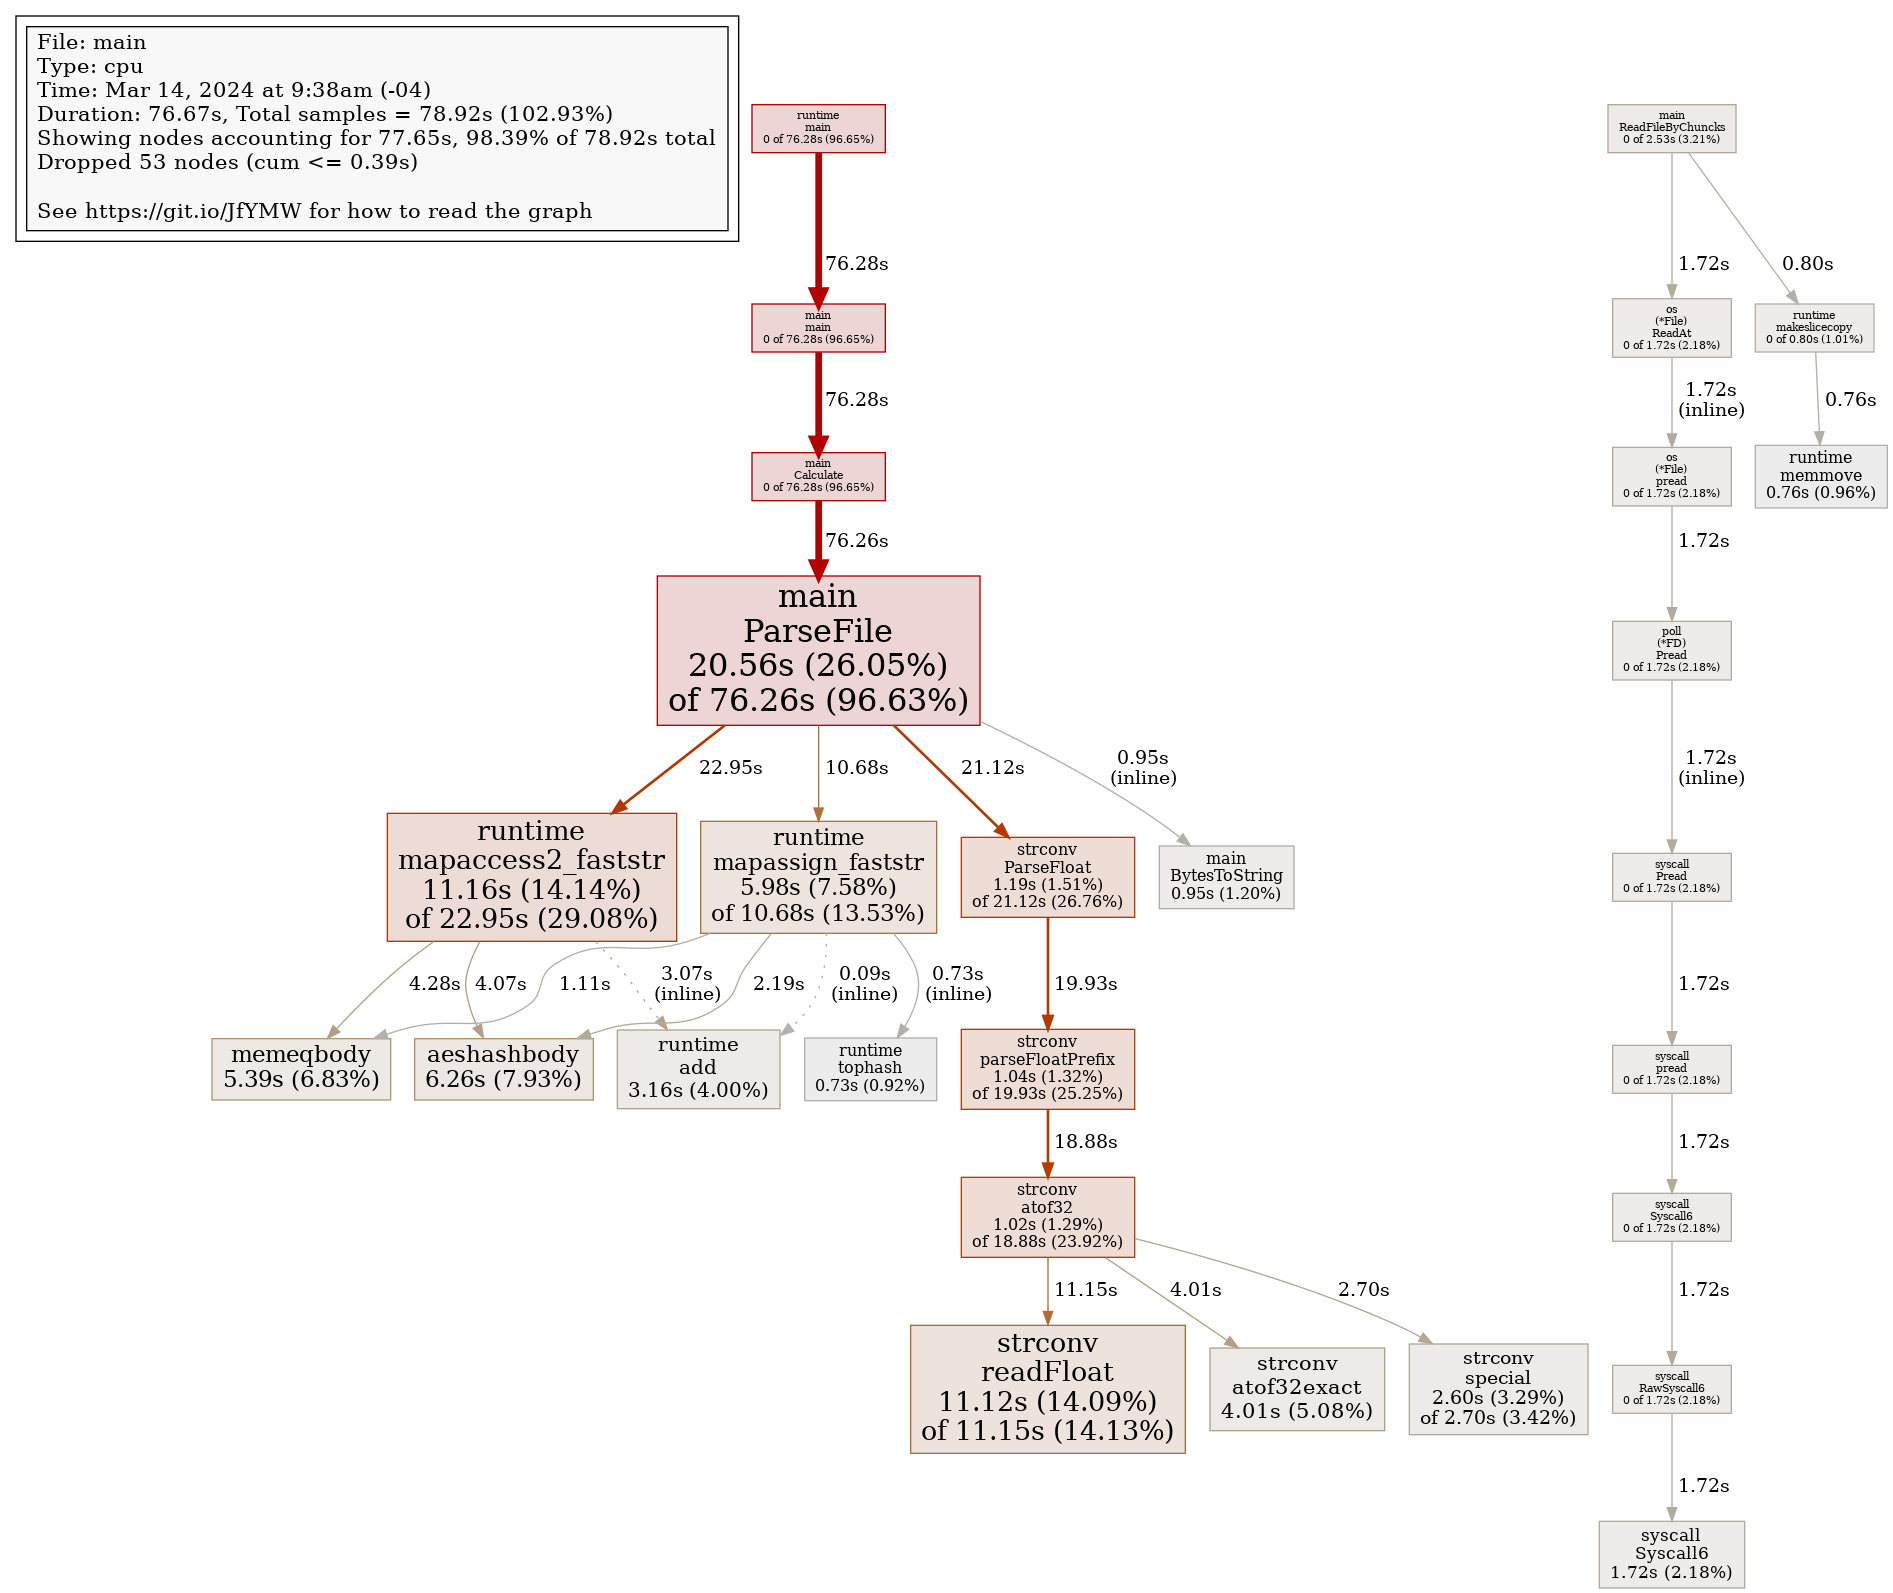 File: main
Type: cpu
Time: Mar 14, 2024 at 9:38am (-04)
Duration: 76.67s, Total samples = 78.92s (102.93%)
Showing nodes accounting for 77.65s, 98.39% of 78.92s total
Dropped 53 nodes (cum <= 0.39s)
See https://git.io/JfYMW for how to read the graph
runtime
main
0 of 76.28s (96.65%)
76.28s
main
main
0 of 76.28s (96.65%)
76.28s
main
Calculate
0 of 76.28s (96.65%)
76.26s
main
ParseFile
20.56s (26.05%)
of 76.26s (96.63%)
22.95s
10.68s
21.12s
0.95s
(inline)
runtime
mapaccess2_faststr
11.16s (14.14%)
of 22.95s (29.08%)
runtime
mapassign_faststr
5.98s (7.58%)
of 10.68s (13.53%)
strconv
ParseFloat
1.19s (1.51%)
of 21.12s (26.76%)
main
BytesToString
0.95s (1.20%)
4.28s
4.07s
1.11s
3.07s
(inline)
2.19s
0.09s
(inline)
0.73s
(inline)
19.93s
memeqbody
5.39s (6.83%)
aeshashbody
6.26s (7.93%)
runtime
add
3.16s (4.00%)
runtime
tophash
0.73s (0.92%)
strconv
parseFloatPrefix
1.04s (1.32%)
of 19.93s (25.25%)
18.88s
strconv
atof32
1.02s (1.29%)
of 18.88s (23.92%)
11.15s
4.01s
2.70s
strconv
readFloat
11.12s (14.09%)
of 11.15s (14.13%)
strconv
atof32exact
4.01s (5.08%)
strconv
special
2.60s (3.29%)
of 2.70s (3.42%)
main
ReadFileByChuncks
0 of 2.53s (3.21%)
1.72s
0.80s
os
(*File)
ReadAt
0 of 1.72s (2.18%)
runtime
makeslicecopy
0 of 0.80s (1.01%)
1.72s
(inline)
0.76s
os
(*File)
pread
0 of 1.72s (2.18%)
runtime
memmove
0.76s (0.96%)
1.72s
poll
(*FD)
Pread
0 of 1.72s (2.18%)
1.72s
(inline)
syscall
Pread
0 of 1.72s (2.18%)
1.72s
syscall
pread
0 of 1.72s (2.18%)
1.72s
syscall
Syscall6
0 of 1.72s (2.18%)
1.72s
syscall
RawSyscall6
0 of 1.72s (2.18%)
1.72s
syscall
Syscall6
1.72s (2.18%)